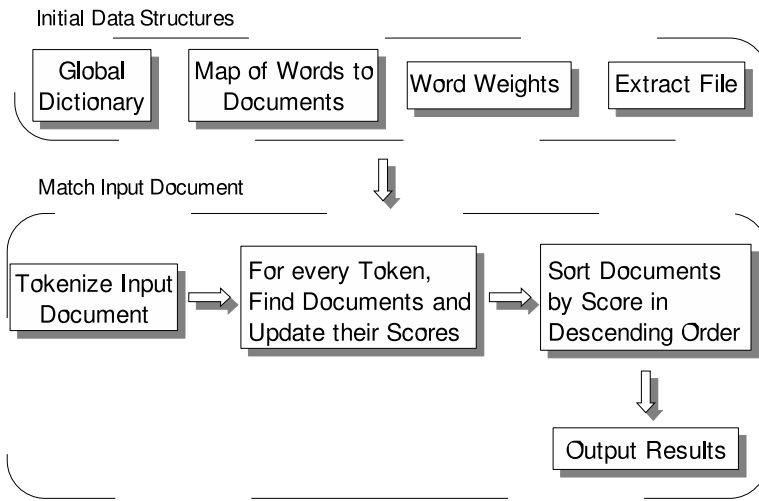 Initial Data Structures
Global
Dictionary
Map of Words to
Documents
Word Weights
Extract File
Match Input Document
Tokenize Input
Document
For every Token,
Find Documents and
Update their Scores
Sort Documents
by Score in
Descending Order
Output Results